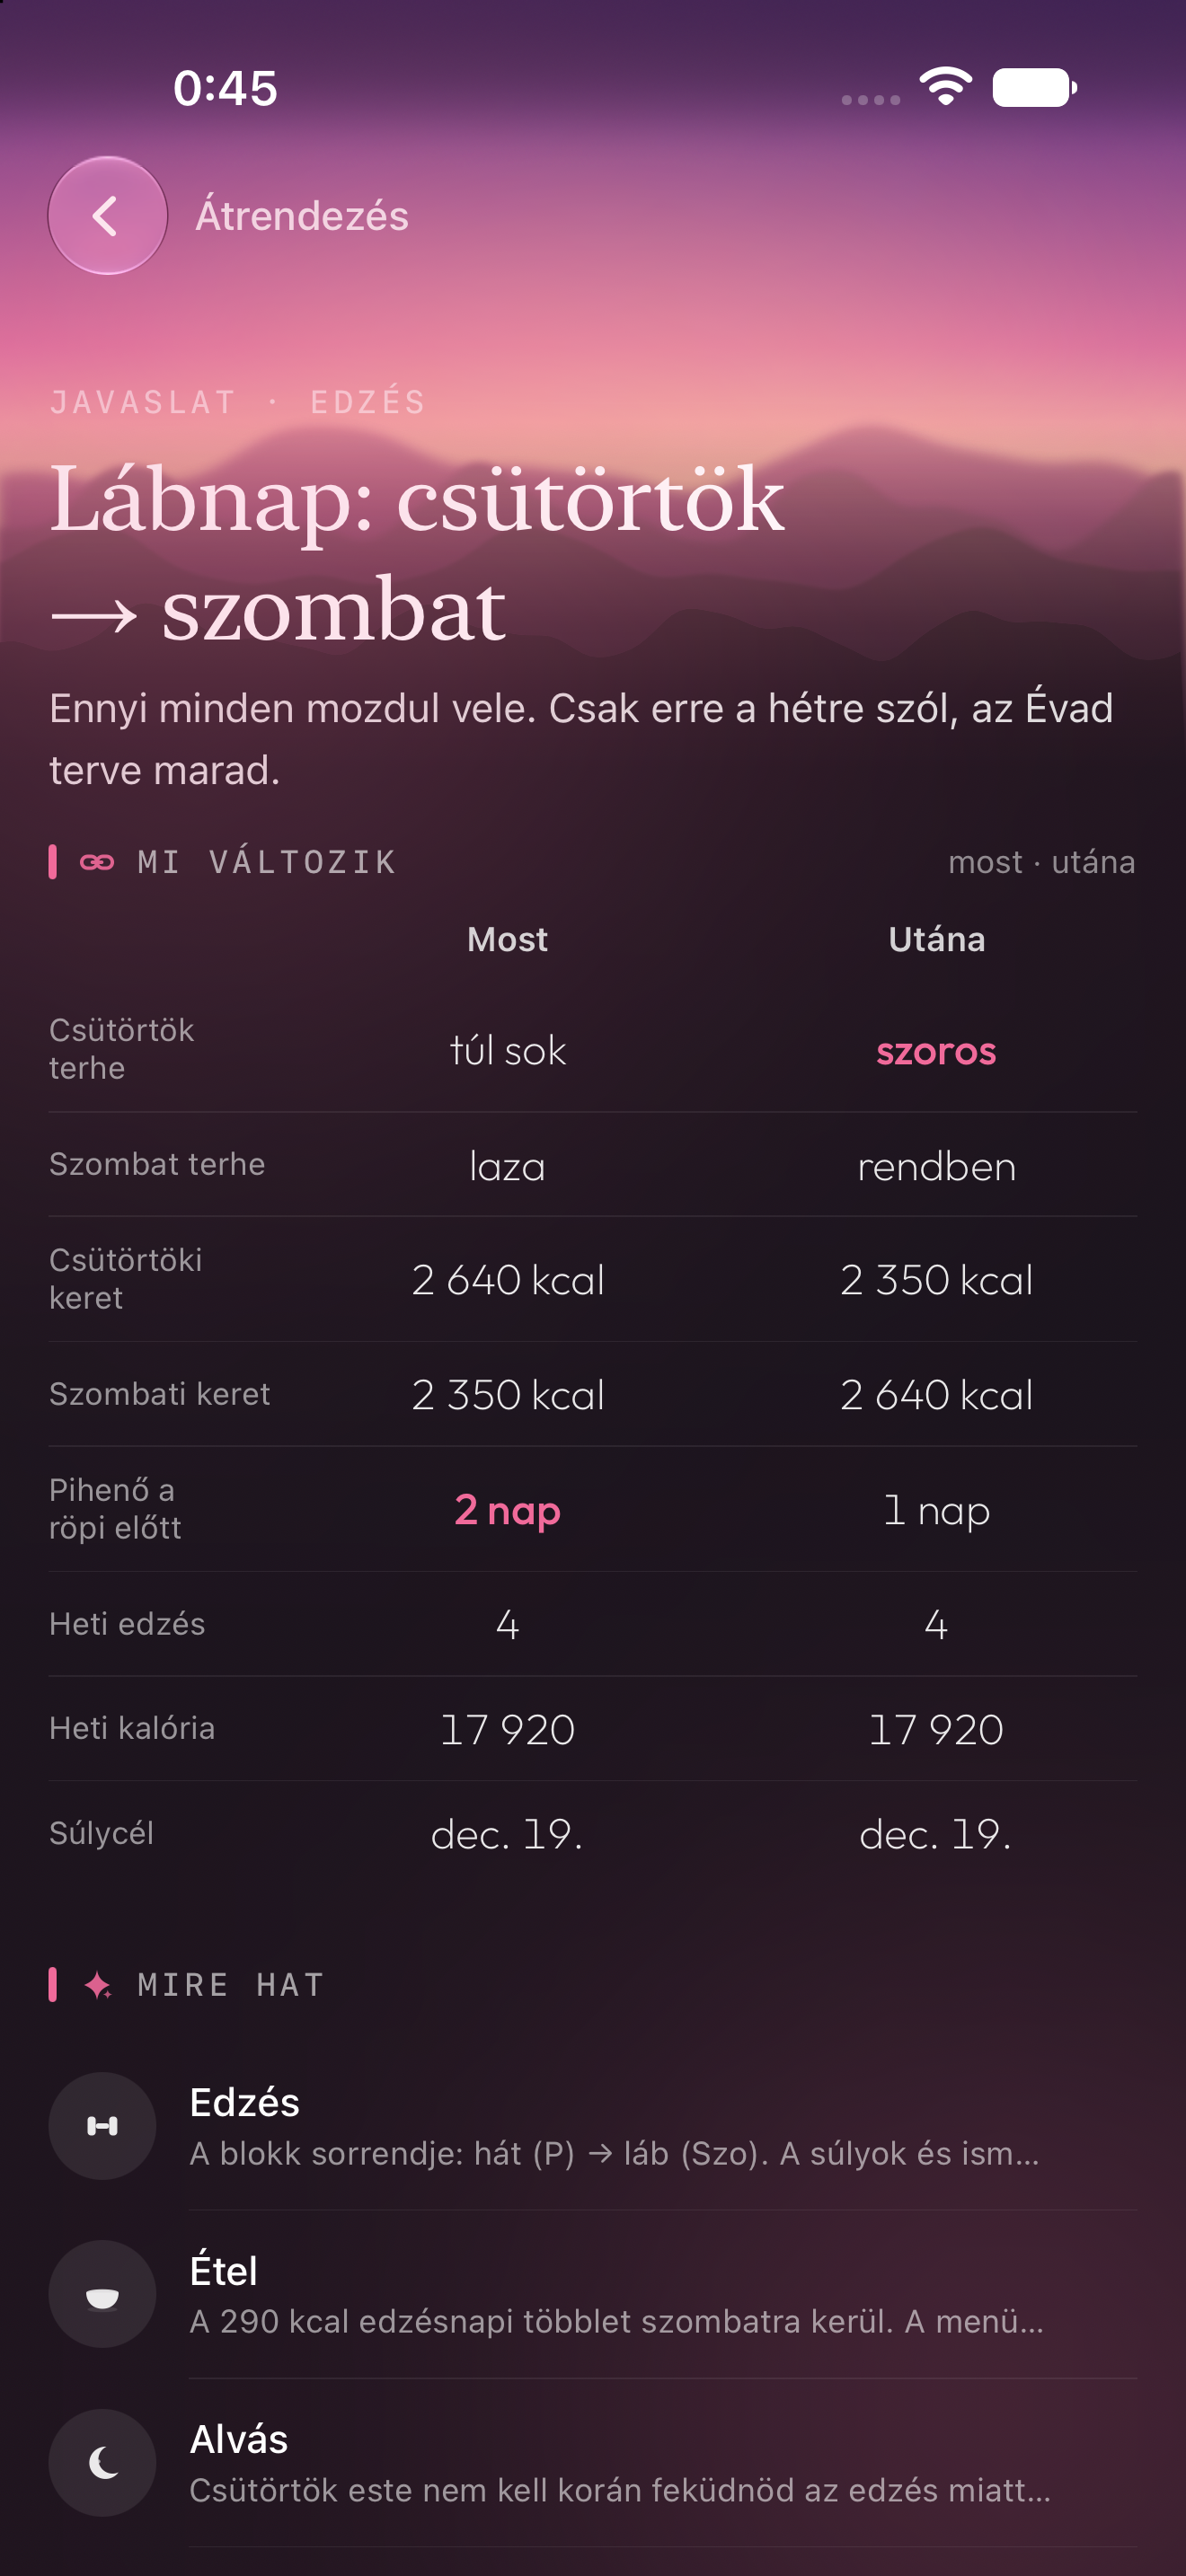 0:45
Átrendezés
JAVASLAT · EDZÉS
Lábnap: csütörtök
→ szombat
Ennyi minden mozdul vele. Csak erre a hétre szól, az Évad
terve marad.
MI VÁLTOZIK most · utána
Most Utána
Csütörtök
terhe
túl sok szoros
Szombat terhe laza rendben
Csütörtöki
keret
2 640 kcal 2 350 kcal
Szombati keret 2 350 kcal 2 640 kcal
Pihenő a
röpi előtt
2 nap 1 nap
Heti edzés 4 4
Heti kalória 17 920 17 920
Súlycél dec. 19. dec. 19.
MIRE HAT
Edzés
A blokk sorrendje: hát (P) → láb (Szo). A súlyok és ism...
Étel
A 290 kcal edzésnapi többlet szombatra kerül. A menü...
Alvás
Csütörtök este nem kell korán feküdnöd az edzés miatt...